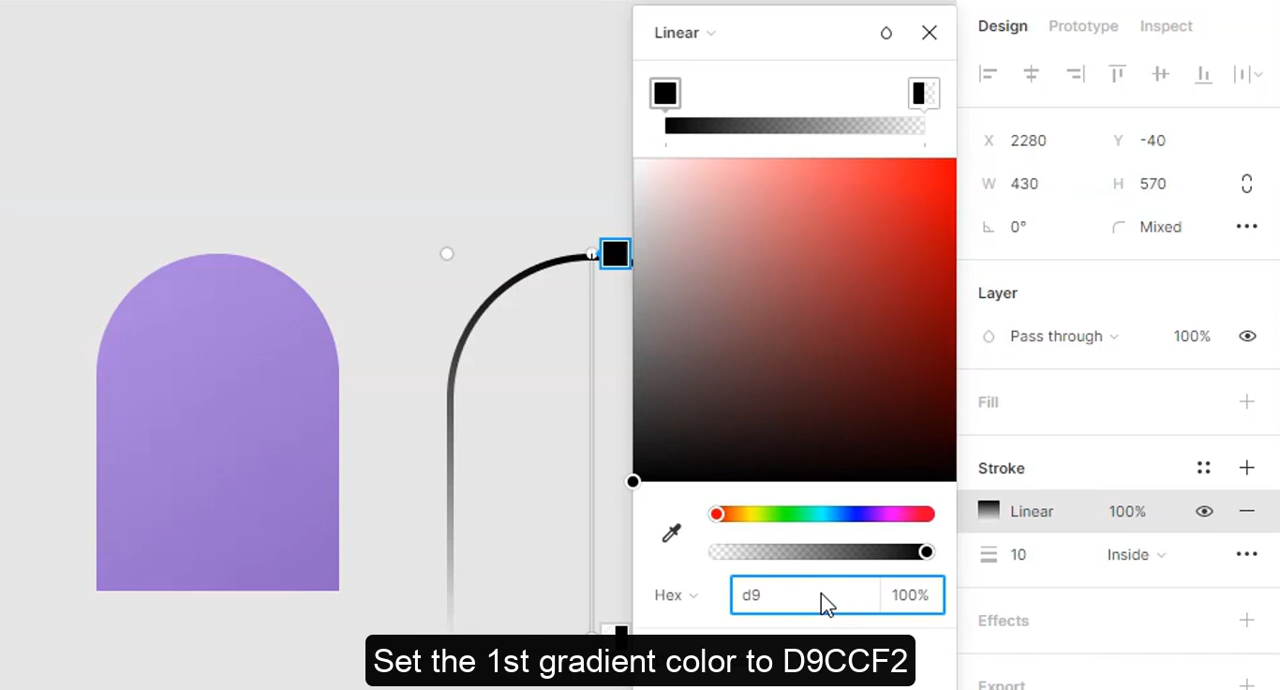 Linear
Design Prototype Inspect
X 2280 Y -40
W 430 H 570
0° Mixed
Layer
Pass through 100%
Fill
Stroke
Linear 100%
10 Inside
Hex d9 100%
Effects
Export
Set the 1st gradient color to D9CCF2